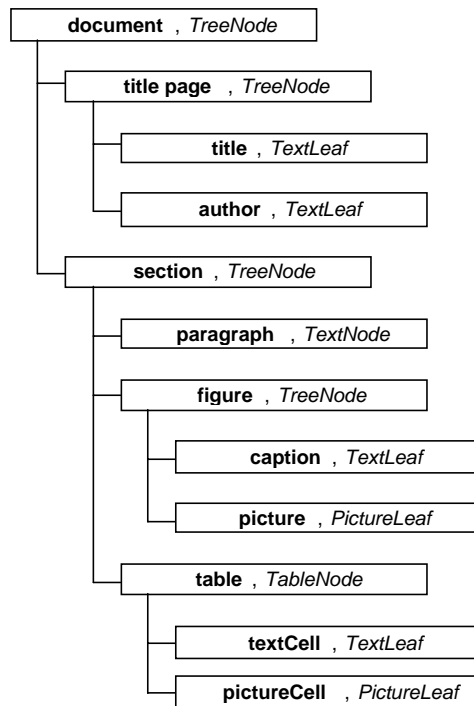 document , TreeNode
title page , TreeNode
title , TextLeaf
author , TextLeaf
section , TreeNode
paragraph , TextNode
figure , TreeNode
caption , TextLeaf
picture , PictureLeaf
table , TableNode
textCell , TextLeaf
pictureCell , PictureLeaf